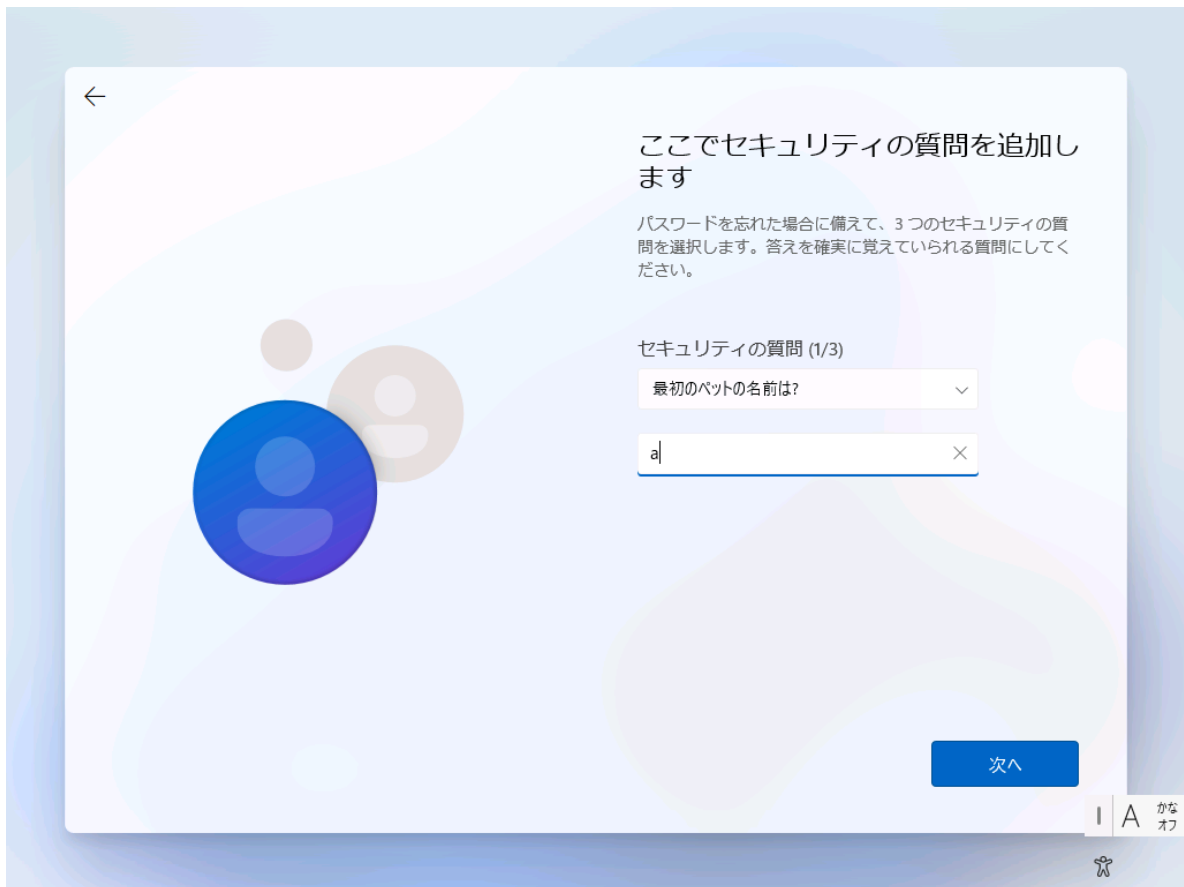 ここでセキュリティの質問を追加し
ます
パスワードを忘れた場合に備えて、3 つのセキュリティの質
問を選択します。答えを確実に覚えていられる質問にしてく
ださい。
セキュリティの質問 (1/3)
最初のペットの名前は?
a
次へ
A かな
オフ